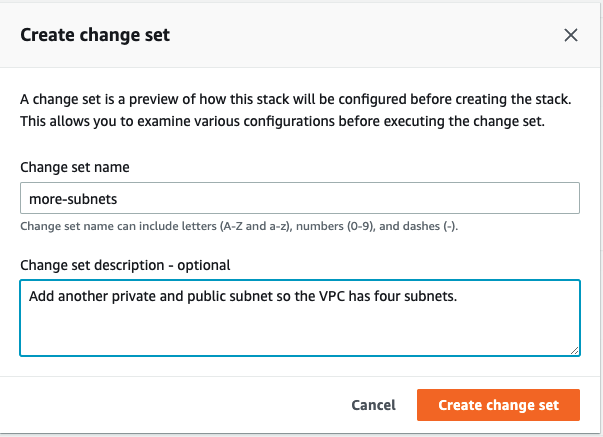 Create change set
A change set is a preview of how this stack will be configured before creating the stack.
This allows you to examine various configurations before executing the change set.
Change set name
more-subnets
Change set name can include letters (A-Z and a-z), numbers (0-9), and dashes (-).
Change set description - optional
Add another private and public subnet so the VPC has four subnets.
Cancel
Create change set